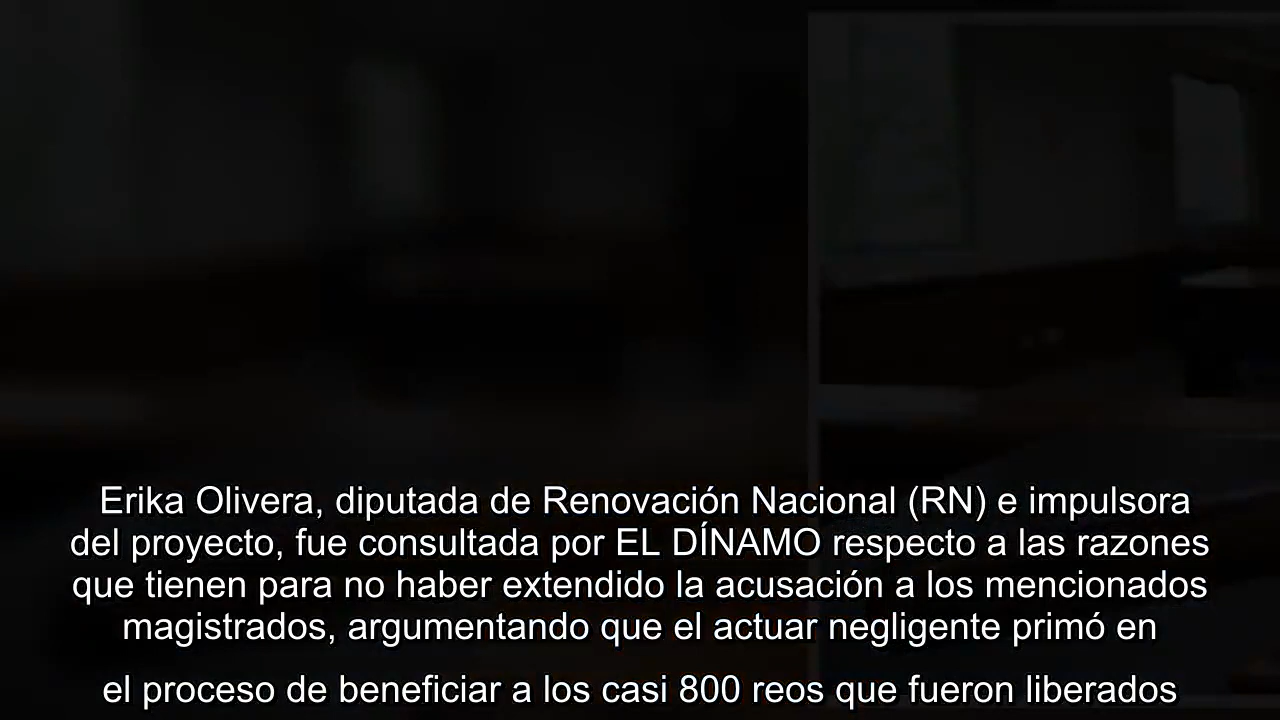 Erika Olivera, diputada de Renovación Nacional (RN) e impulsora
del proyecto, fue consultada por EL DÍNAMO respecto a las razones
que tienen para no haber extendido la acusación a los mencionados
magistrados, argumentando que el actuar negligente primó en
el proceso de beneficiar a los casi 800 reos que fueron liberados